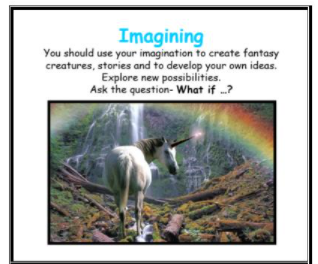 Imagining
You should use your imagination to create fantasy
creatures, stories and to develop your own ideas.
Explore new possibilities.
Ask the question- What if ...?